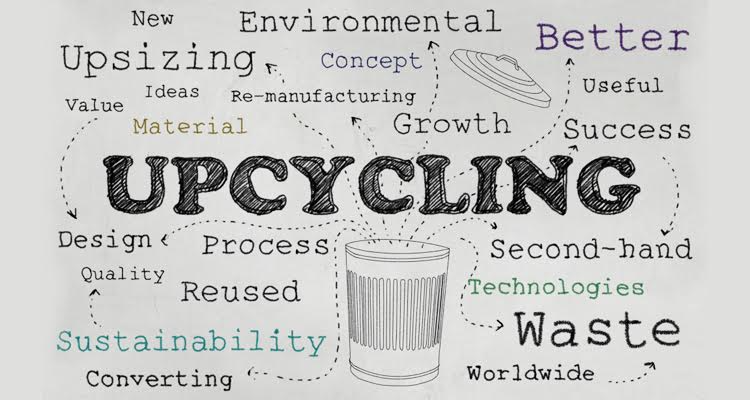 New
Environmental
Better
Upsizing
Concept
Useful
Ideas
Value
Re-manufacturing
Material
Growth
Success
UPCYCLING
Design
Process
Second-hand
Quality
Reused
Technologies
Sustainability
Waste
Converting
Worldwide